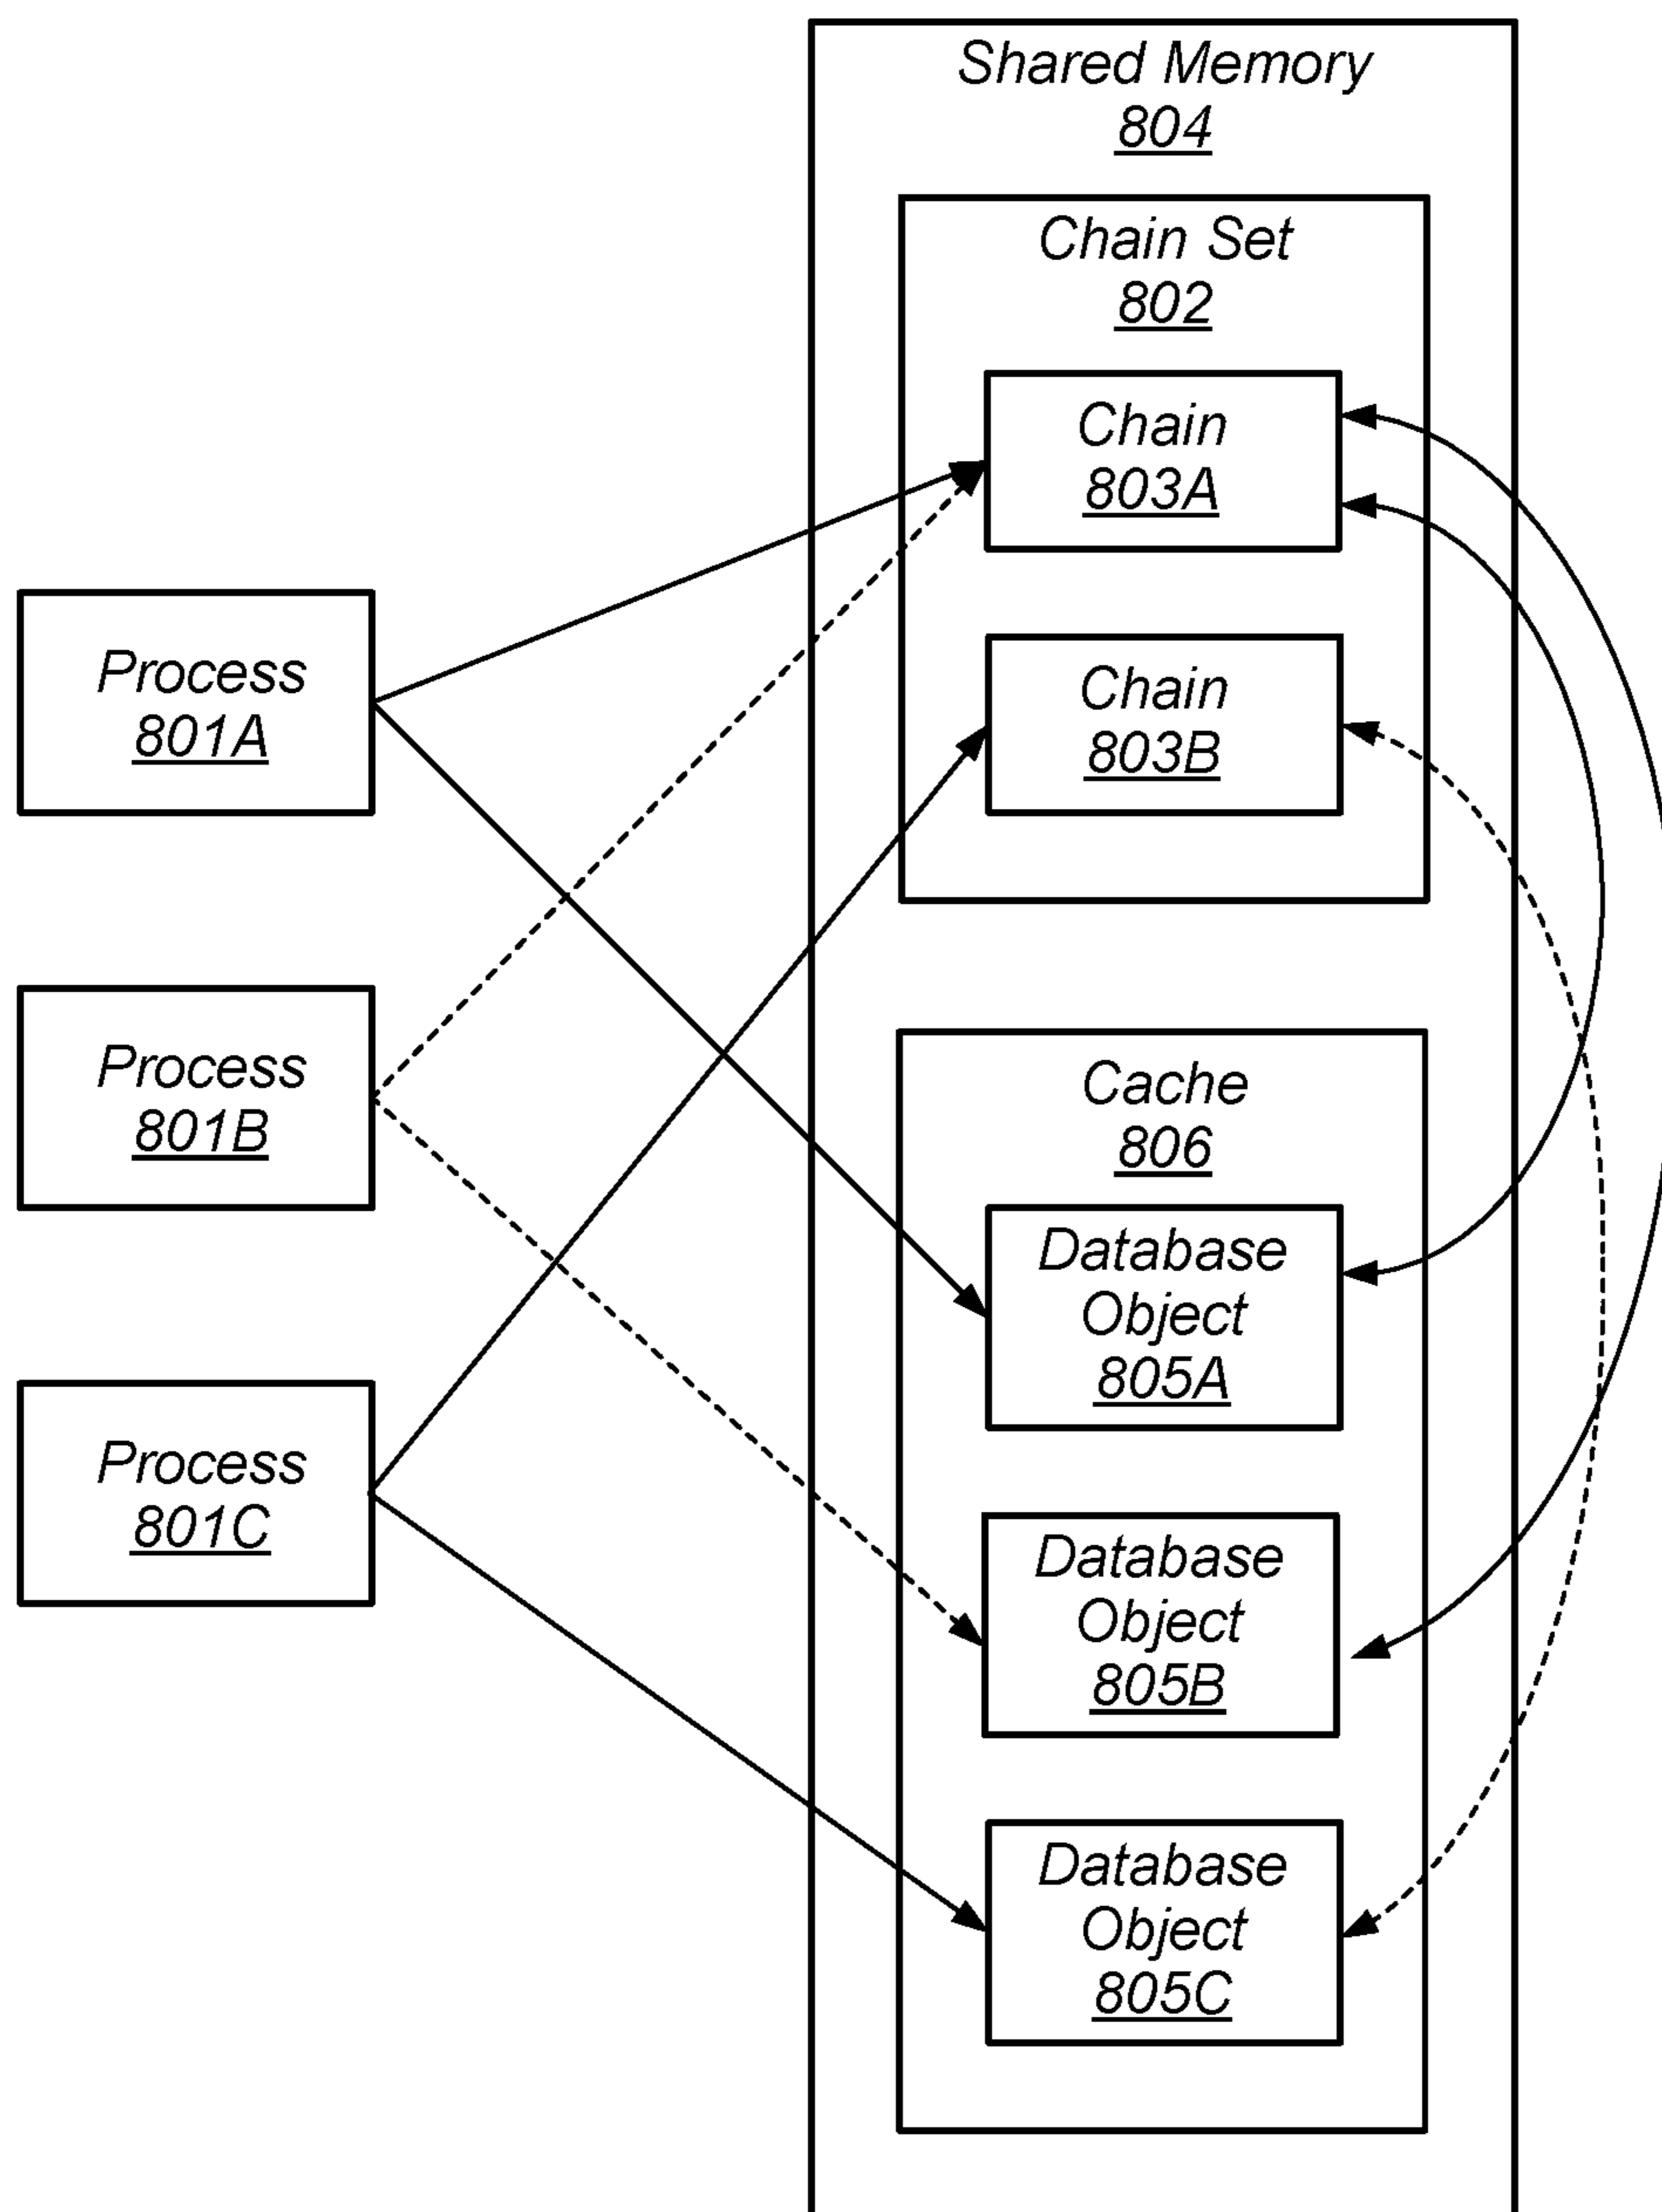 Shared Memory
804
Chain Set
802
Chain
803A
Chain
803B
Process
801A
Process
801B
Process
801C
Cache
806
Database
Object
805A
Database
Object
805B
Database
Object
805C